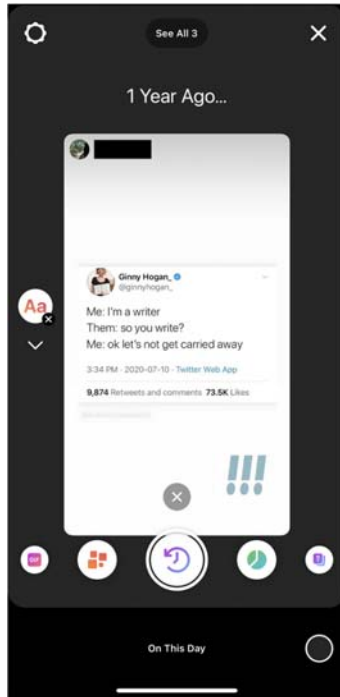 See All 3
1 Year Ago...
Ginny Hogan_
@ginnyhogan_
Me: I'm a writer
Them: so you write?
Me: ok let's not get carried away
3:34 PM · 2020-07-10 · Twitter Web App
9,874 Retweets and comments 73.5K Likes
!!!
Aa
GIF
On This Day